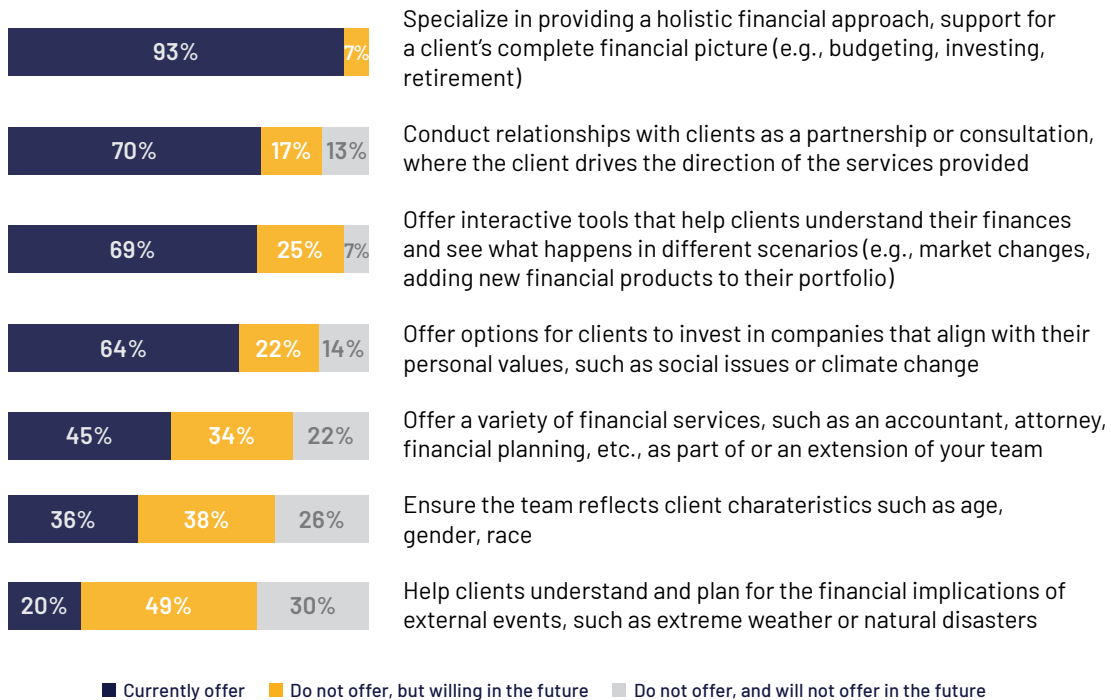 93% 7%
Specialize in providing a holistic financial approach, support for
a client's complete financial picture (e.g., budgeting, investing,
retirement)
70% 17% 13%
Conduct relationships with clients as a partnership or consultation,
where the client drives the direction of the services provided
69% 25% 7%
Offer interactive tools that help clients understand their finances
and see what happens in different scenarios (e.g., market changes,
adding new financial products to their portfolio)
64% 22% 14%
Offer options for clients to invest in companies that align with their
personal values, such as social issues or climate change
45% 34% 22%
Offer a variety of financial services, such as an accountant, attorney,
financial planning, etc., as part of or an extension of your team
36% 38% 26%
Ensure the team reflects client charateristics such as age,
gender, race
20% 49% 30%
Help clients understand and plan for the financial implications of
external events, such as extreme weather or natural disasters
Currently offer Do not offer, but willing in the future Do not offer, and will not offer in the future